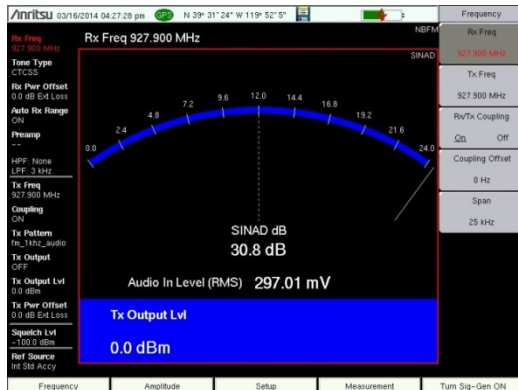 Anritsu 03/16/2014 04:27:28 pm GPS N 39° 31' 24" W 119° 52' 5"
Frequency
Rx Freq
927.900 MHz
Tone Type
CTCSS
Rx Pwr Offset
0.0 dB Ext Loss
Auto Rx Range
ON
Preamp
--
HPF: None
LPF: 3 kHz
Tx Freq
927.900 MHz
Coupling
ON
Tx Pattern
fm_1khz_audio
Tx Output
OFF
Tx Output Lvl
0.0 dBm
Tx Pwr Offset
0.0 dB Ext Loss
Squelch Lvl
-100.0 dBm
Ref Source
Int Std Accy
Rx Freq 927.900 MHz
NBFM
SINAD
0.0 2.4 4.8 7.2 9.6 12.0 14.4 16.8 19.2 21.6 24.0
SINAD dB
30.8 dB
Audio In Level (RMS) 297.01 mV
Tx Output Lvl
0.0 dBm
Rx Freq
927.900 MHz
Tx Freq
927.900 MHz
Rx/Tx Coupling
On Off
Coupling Offset
0 Hz
Span
25 kHz
Frequency Amplitude Setup Measurement Turn Sig-Gen ON